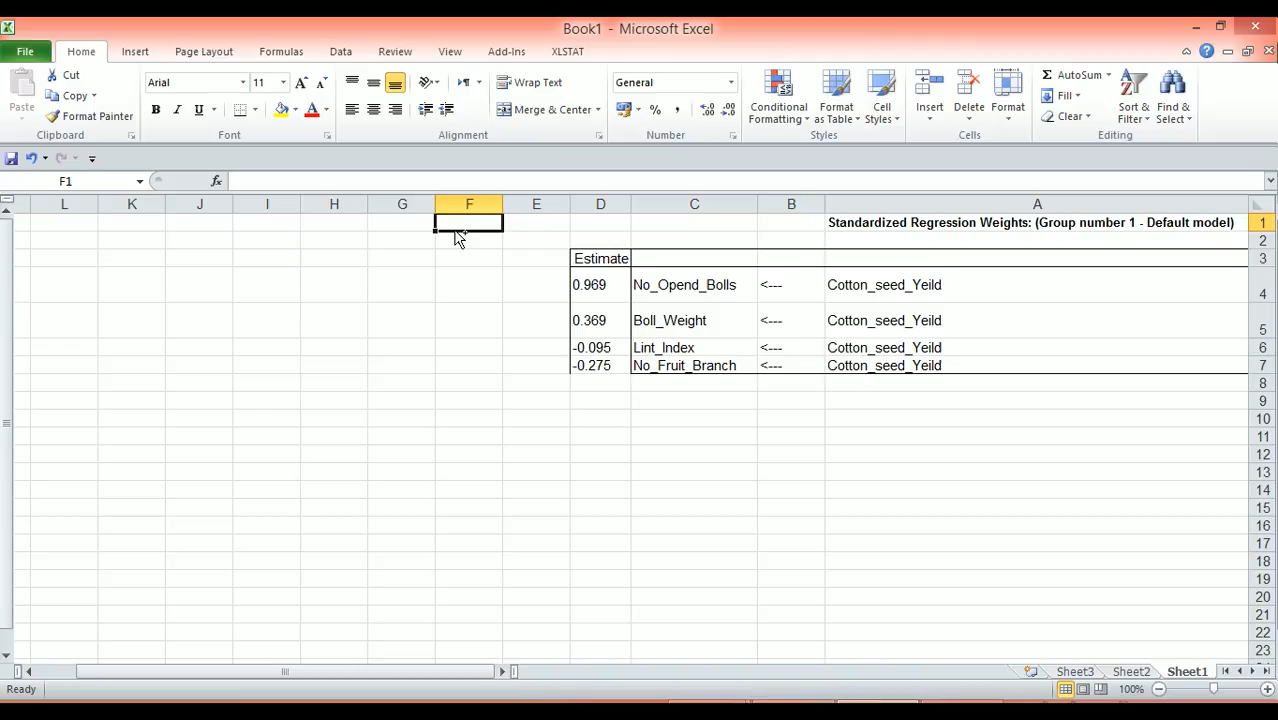 Book1 - Microsoft Excel
File Home Insert Page Layout Formulas Data Review View Add-Ins XLSTAT
Paste Cut Copy Format Painter Clipboard
Arial 11 B I U A A A Font
Wrap Text Merge & Center Alignment
General % , .0 .00 .00 .0 Number
Conditional Formatting Format as Table Cell Styles Styles
Insert Delete Format Cells
Σ AutoSum Fill Clear Sort & Filter Find & Select Editing
F1 fx
L K J I H G F E D C B A
Standardized Regression Weights: (Group number 1 - Default model) 1
2
Estimate 3
0.969 No_Opend_Bolls <--- Cotton_seed_Yeild 4
0.369 Boll_Weight <--- Cotton_seed_Yeild 5
-0.095 Lint_Index <--- Cotton_seed_Yeild 6
-0.275 No_Fruit_Branch <--- Cotton_seed_Yeild 7
8
9
10
11
12
13
14
15
16
17
18
19
20
21
22
23
Sheet3 Sheet2 Sheet1
Ready 100%